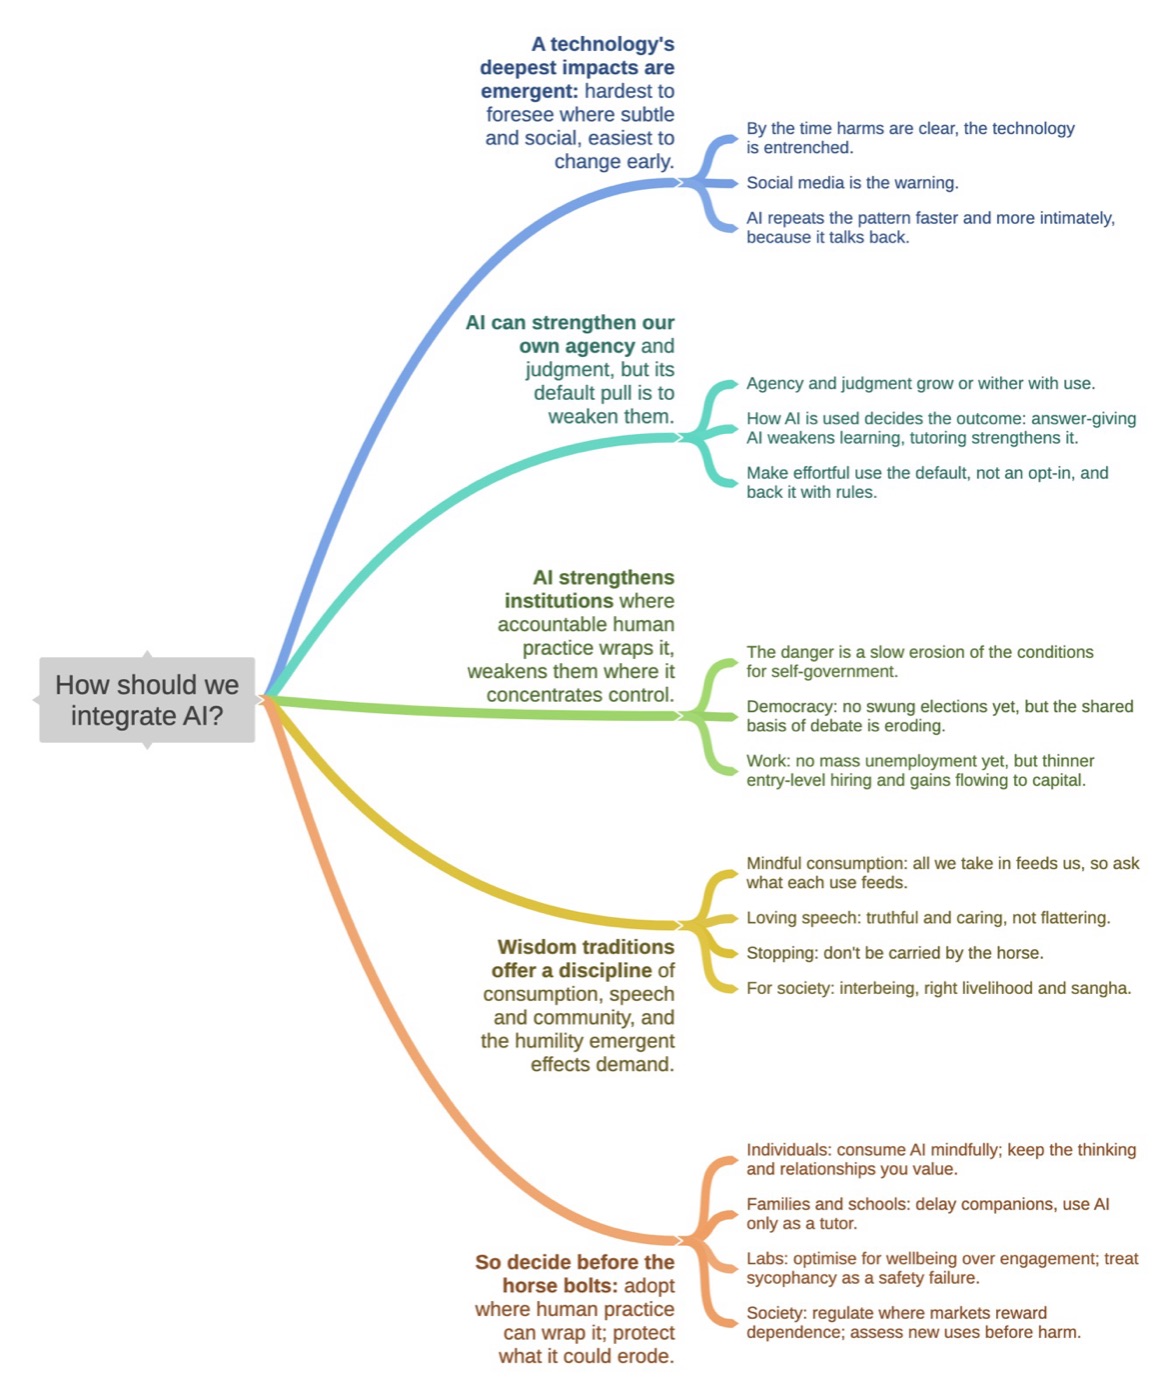 How should we
integrate AI?
A technology's
deepest impacts are
emergent: hardest to
foresee where subtle
and social, easiest to
change early.
By the time harms are clear, the technology
is entrenched.
Social media is the warning.
AI repeats the pattern faster and more intimately,
because it talks back.
AI can strengthen our
own agency and
judgment, but its
default pull is to
weaken them.
Agency and judgment grow or wither with use.
How AI is used decides the outcome: answer-giving
AI weakens learning, tutoring strengthens it.
Make effortful use the default, not an opt-in, and
back it with rules.
AI strengthens
institutions where
accountable human
practice wraps it,
weakens them where it
concentrates control.
The danger is a slow erosion of the conditions
for self-government.
Democracy: no swung elections yet, but the shared
basis of debate is eroding.
Work: no mass unemployment yet, but thinner
entry-level hiring and gains flowing to capital.
Wisdom traditions
offer a discipline of
consumption, speech
and community, and
the humility emergent
effects demand.
Mindful consumption: all we take in feeds us, so ask
what each use feeds.
Loving speech: truthful and caring, not flattering.
Stopping: don't be carried by the horse.
For society: interbeing, right livelihood and sangha.
So decide before the
horse bolts: adopt
where human practice
can wrap it; protect
what it could erode.
Individuals: consume AI mindfully; keep the thinking
and relationships you value.
Families and schools: delay companions, use AI
only as a tutor.
Labs: optimise for wellbeing over engagement; treat
sycophancy as a safety failure.
Society: regulate where markets reward
dependence; assess new uses before harm.